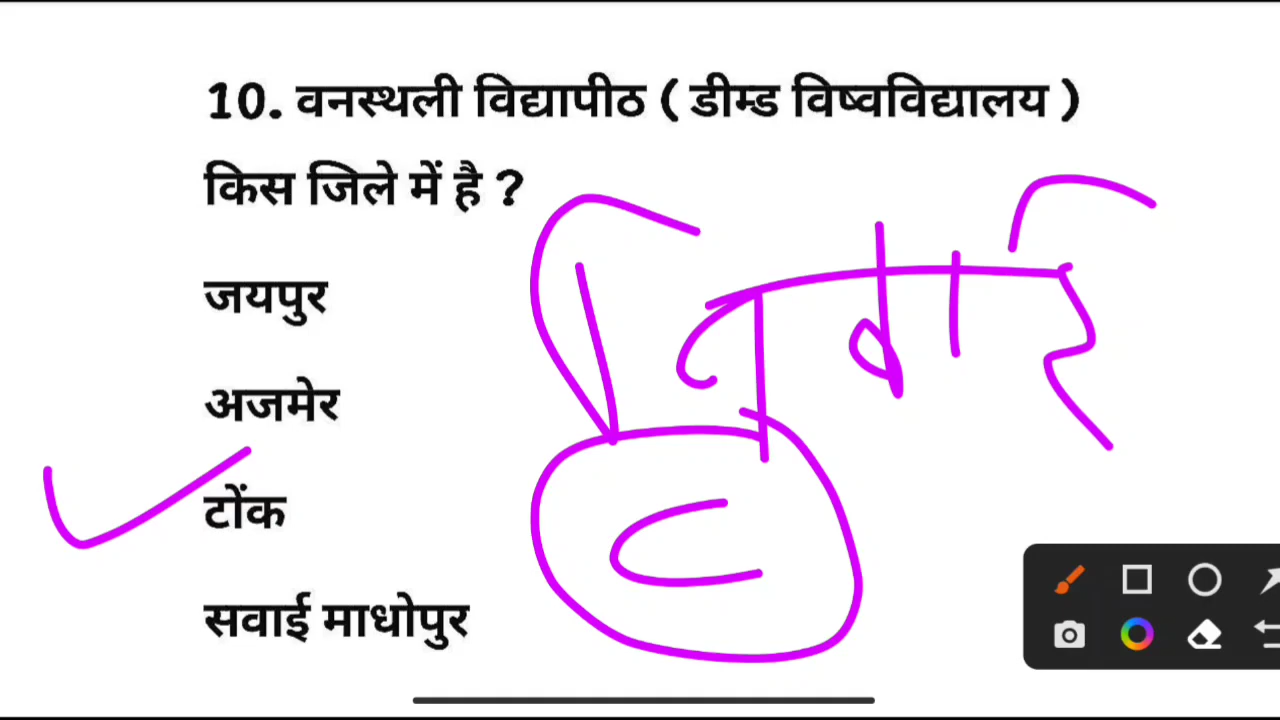 10. वनस्थली विद्यापीठ ( डीम्ड विष्वविद्यालय )
किस जिले में है ?
निवाई
जयपुर
अजमेर
टोंक
C
सवाई माधोपुर